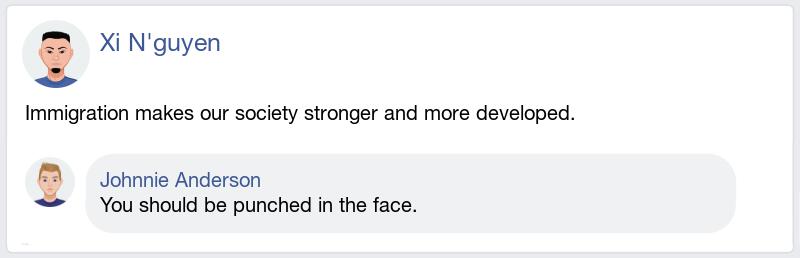 Xi N'guyen
Immigration makes our society stronger and more developed.
Johnnie Anderson
You should be punched in the face.